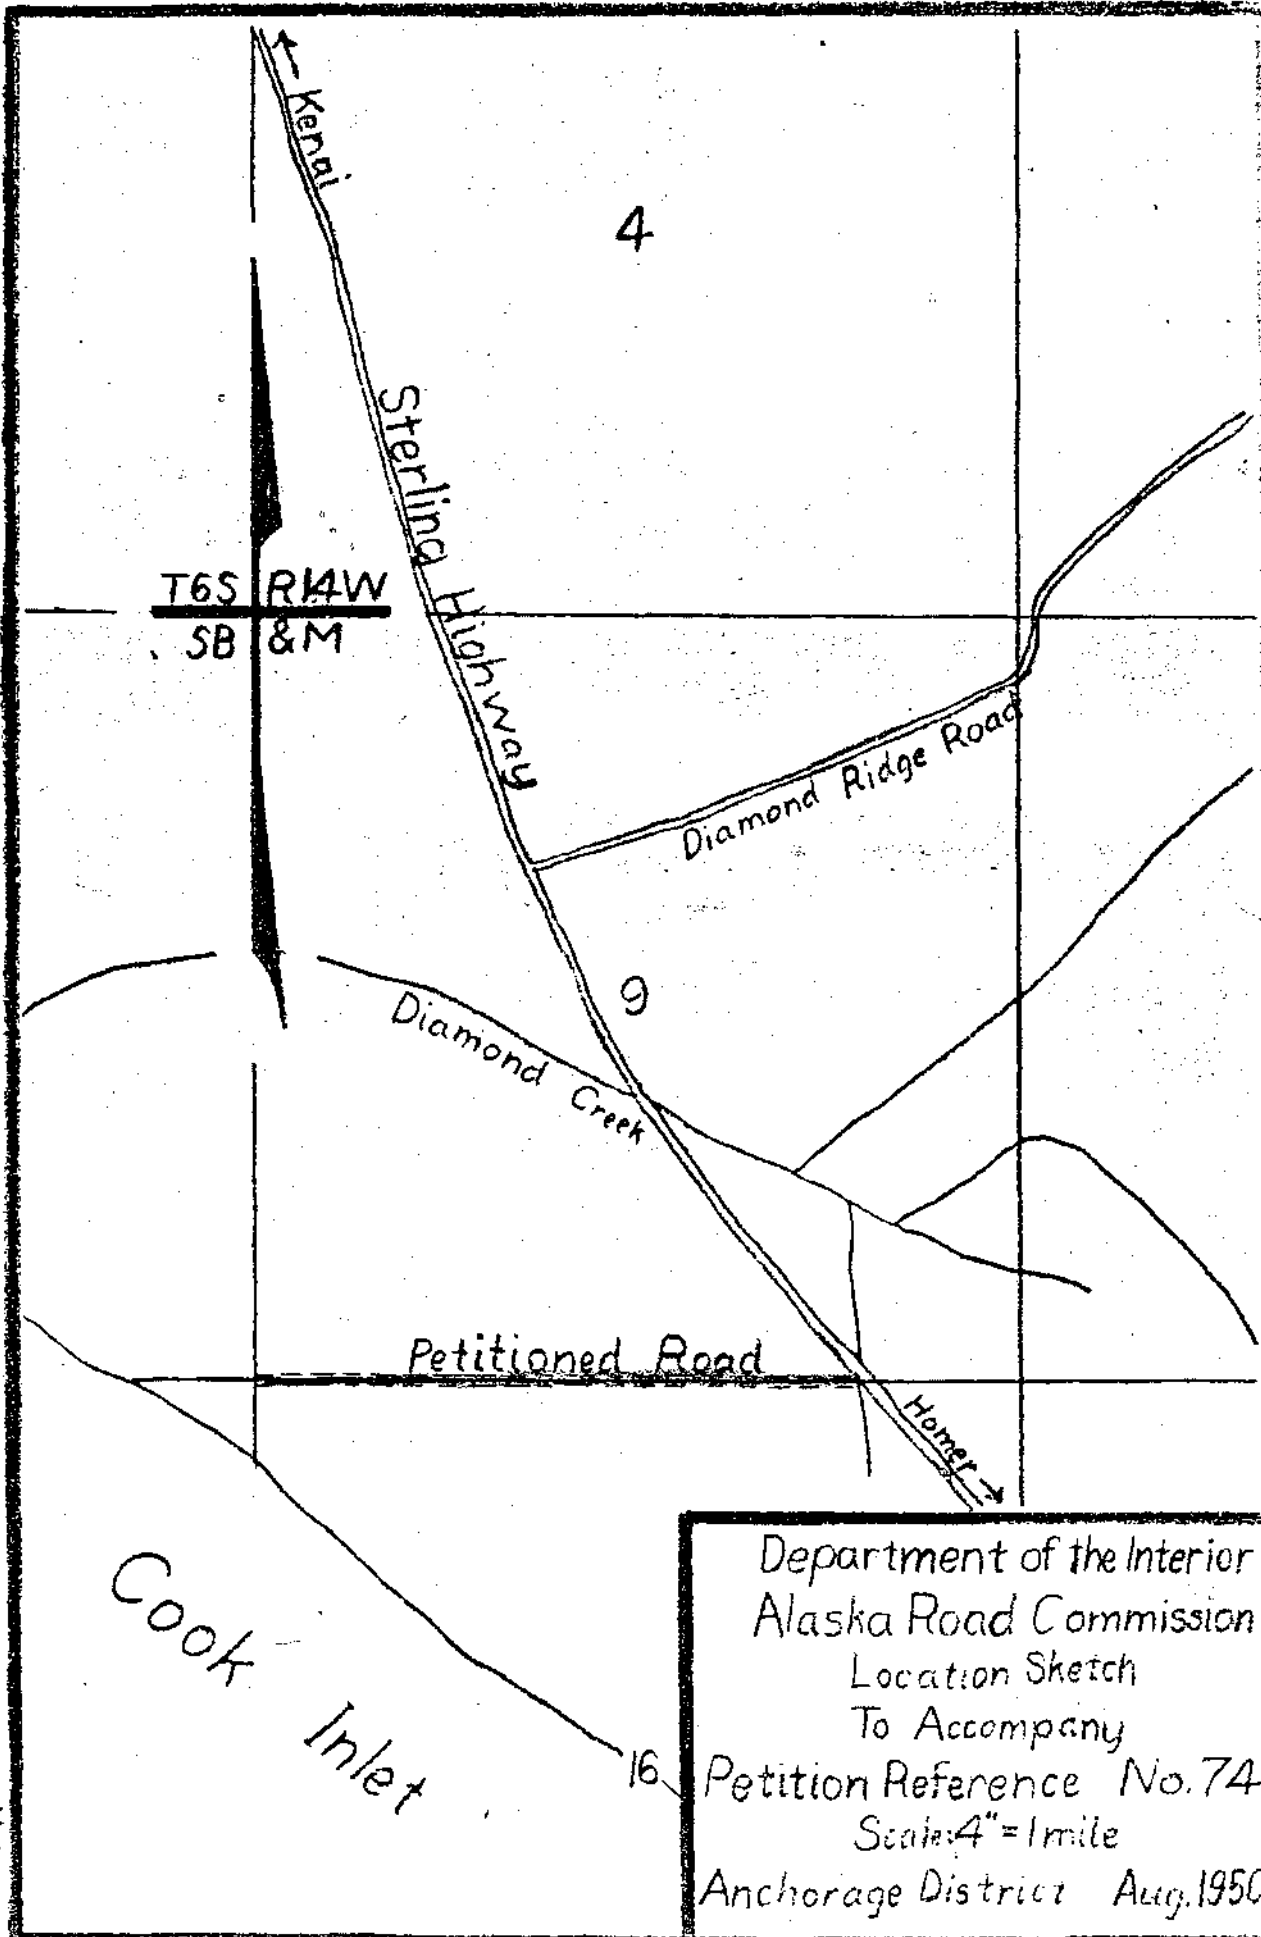 Kenai
4
Sterling Highway
T6S R14W
SB & M
Diamond Ridge Road
9
Diamond Creek
Petitioned Road
Homer
Cook Inlet
16
Department of the Interior
Alaska Road Commission
Location Sketch
To Accompany
Petition Reference No. 74
Scale: 4" = 1 mile
Anchorage District Aug. 1950